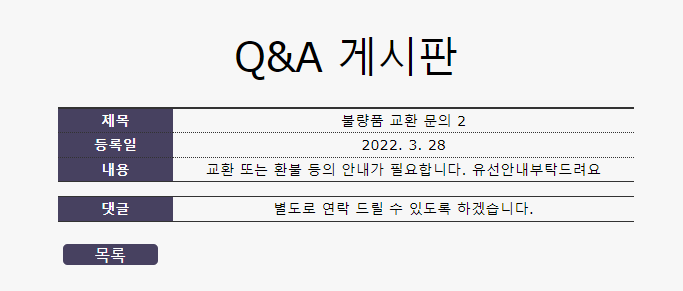 Q&A 게시판
제목 불량품 교환 문의 2
등록일 2022. 3. 28
내용 교환 또는 환불 등의 안내가 필요합니다. 유선안내부탁드려요
댓글 별도로 연락 드릴 수 있도록 하겠습니다.
목록